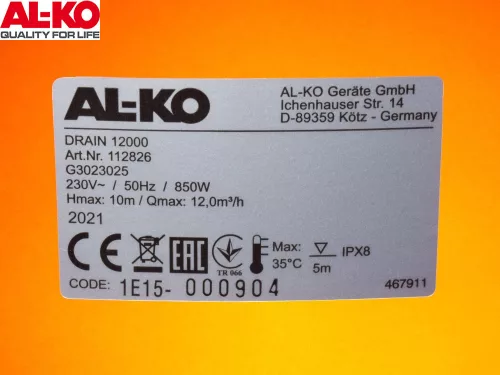 AL-KO
QUALITY FOR LIFE
AL-KO
AL-KO Geräte GmbH
Ichenhauser Str. 14
D-89359 Kötz - Germany
DRAIN 12000
Art.Nr. 112826
G3023025
230V~ / 50Hz / 850W
Hmax: 10m / Qmax: 12,0m³/h
2021
CE EAC TR 066 Max: 35°C 5m IPX8
CODE: 1E15- 000904
467911